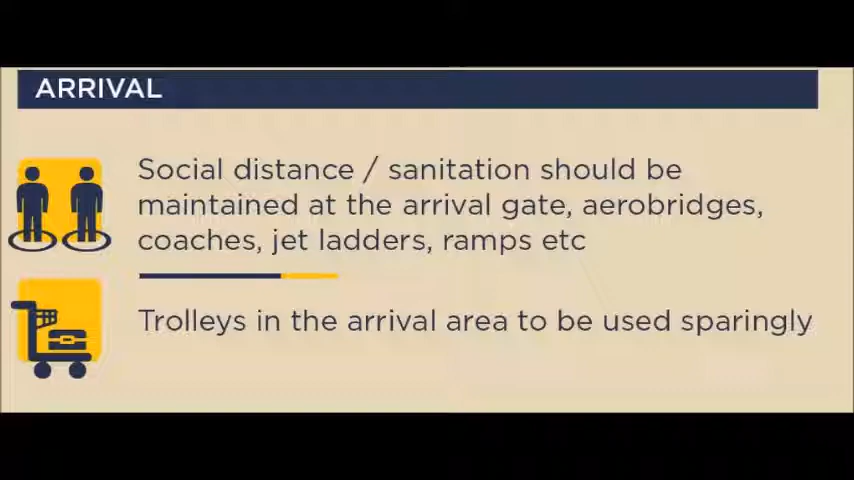 ARRIVAL
Social distance / sanitation should be
maintained at the arrival gate, aerobridges,
coaches, jet ladders, ramps etc
Trolleys in the arrival area to be used sparingly